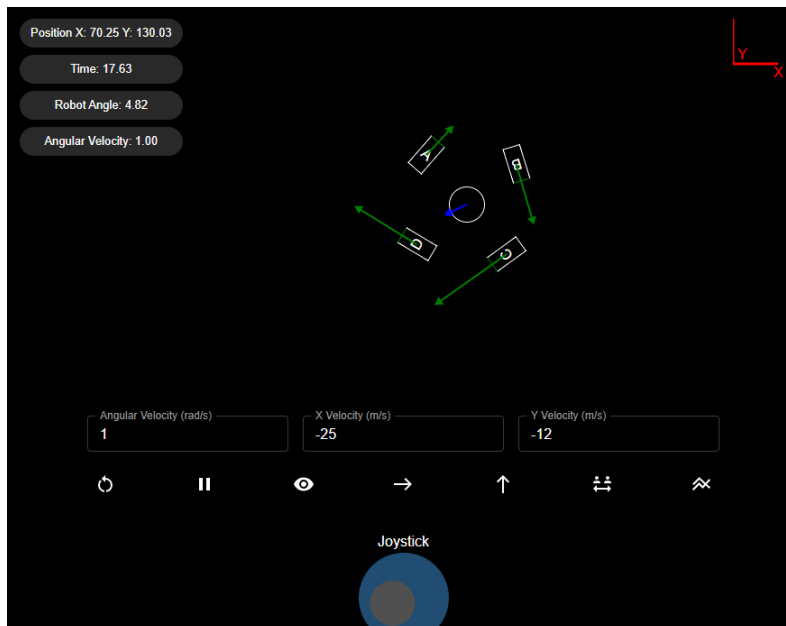 Position X: 70.25 Y: 130.03
Time: 17.63
Robot Angle: 4.82
Angular Velocity: 1.00
Y
X
A
B
D
C
Angular Velocity (rad/s)
1
X Velocity (m/s)
-25
Y Velocity (m/s)
-12
Joystick